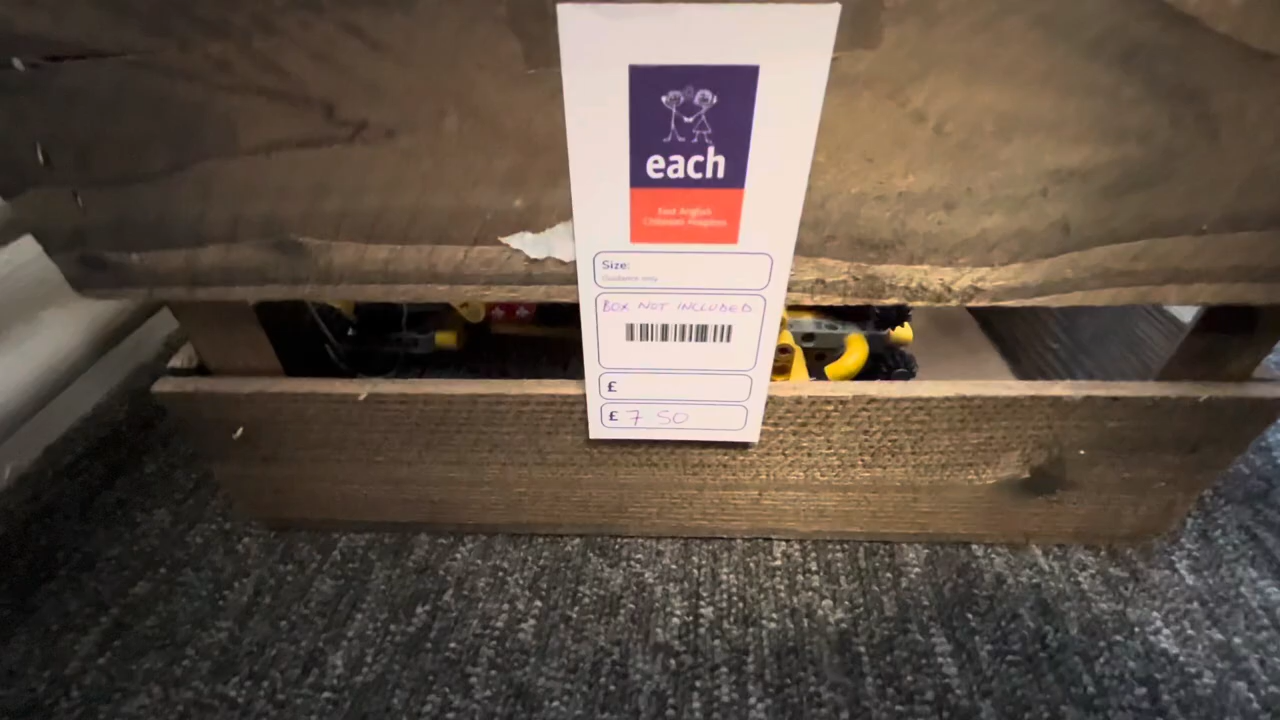 each
East Anglia's
Children's Hospices
Size:
Guidance only
BOX NOT INCLUDED
£
£ 7 50